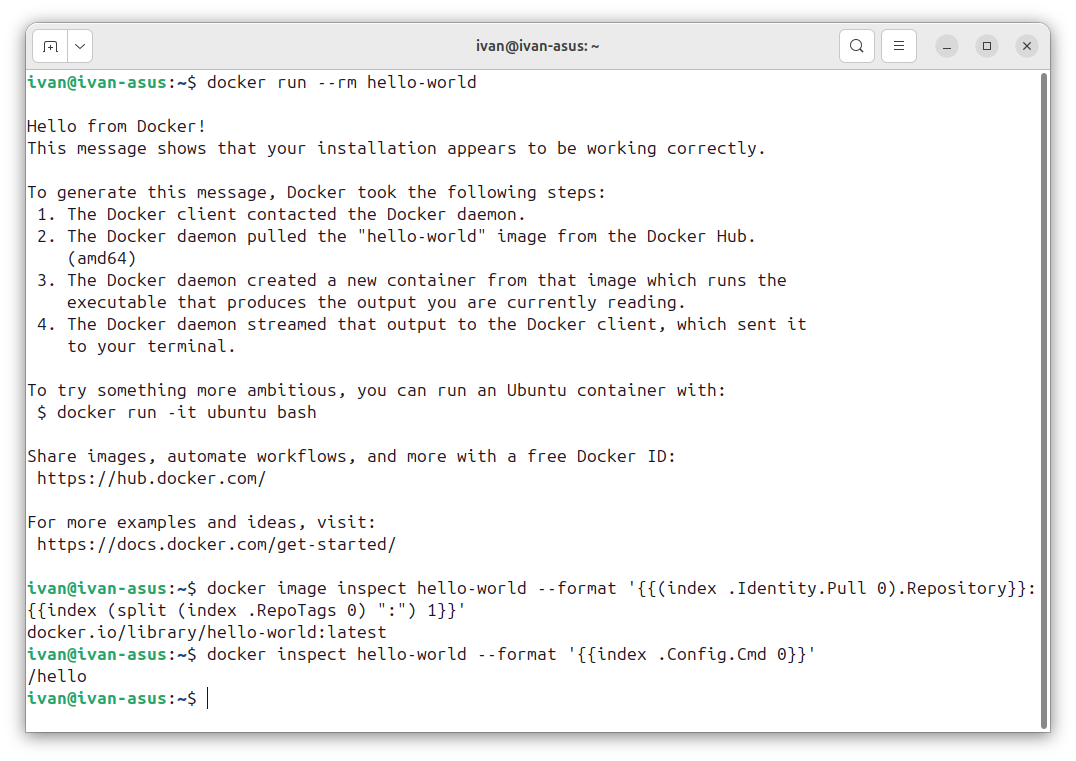 ivan@ivan-asus: ~
ivan@ivan-asus:~$ docker run --rm hello-world
Hello from Docker!
This message shows that your installation appears to be working correctly.
To generate this message, Docker took the following steps:
 1. The Docker client contacted the Docker daemon.
 2. The Docker daemon pulled the "hello-world" image from the Docker Hub.
    (amd64)
 3. The Docker daemon created a new container from that image which runs the
    executable that produces the output you are currently reading.
 4. The Docker daemon streamed that output to the Docker client, which sent it
    to your terminal.
To try something more ambitious, you can run an Ubuntu container with:
 $ docker run -it ubuntu bash
Share images, automate workflows, and more with a free Docker ID:
 https://hub.docker.com/
For more examples and ideas, visit:
 https://docs.docker.com/get-started/
ivan@ivan-asus:~$ docker image inspect hello-world --format '{{(index .Identity.Pull 0).Repository}}:
{{index (split (index .RepoTags 0) ":") 1}}'
docker.io/library/hello-world:latest
ivan@ivan-asus:~$ docker inspect hello-world --format '{{index .Config.Cmd 0}}'
/hello
ivan@ivan-asus:~$